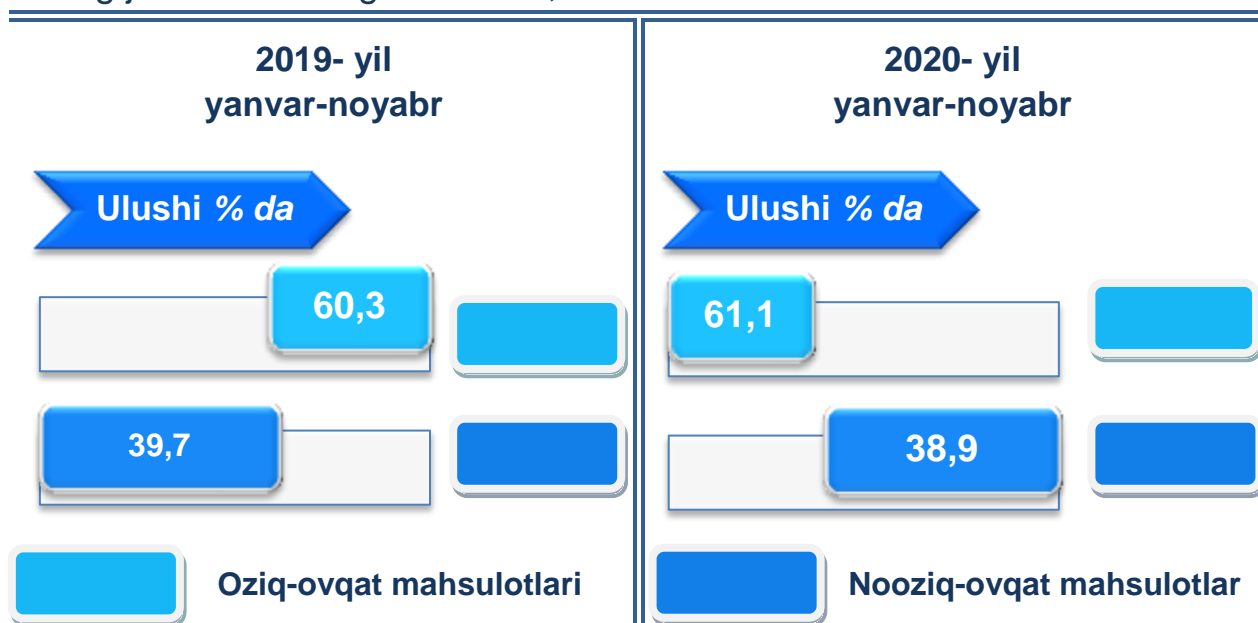 2019- yil
yanvar-noyabr
Ulushi % da
60,3
39,7
2020- yil
yanvar-noyabr
Ulushi % da
61,1
38,9
Oziq-ovqat mahsulotlari
Nooziq-ovqat mahsulotlar